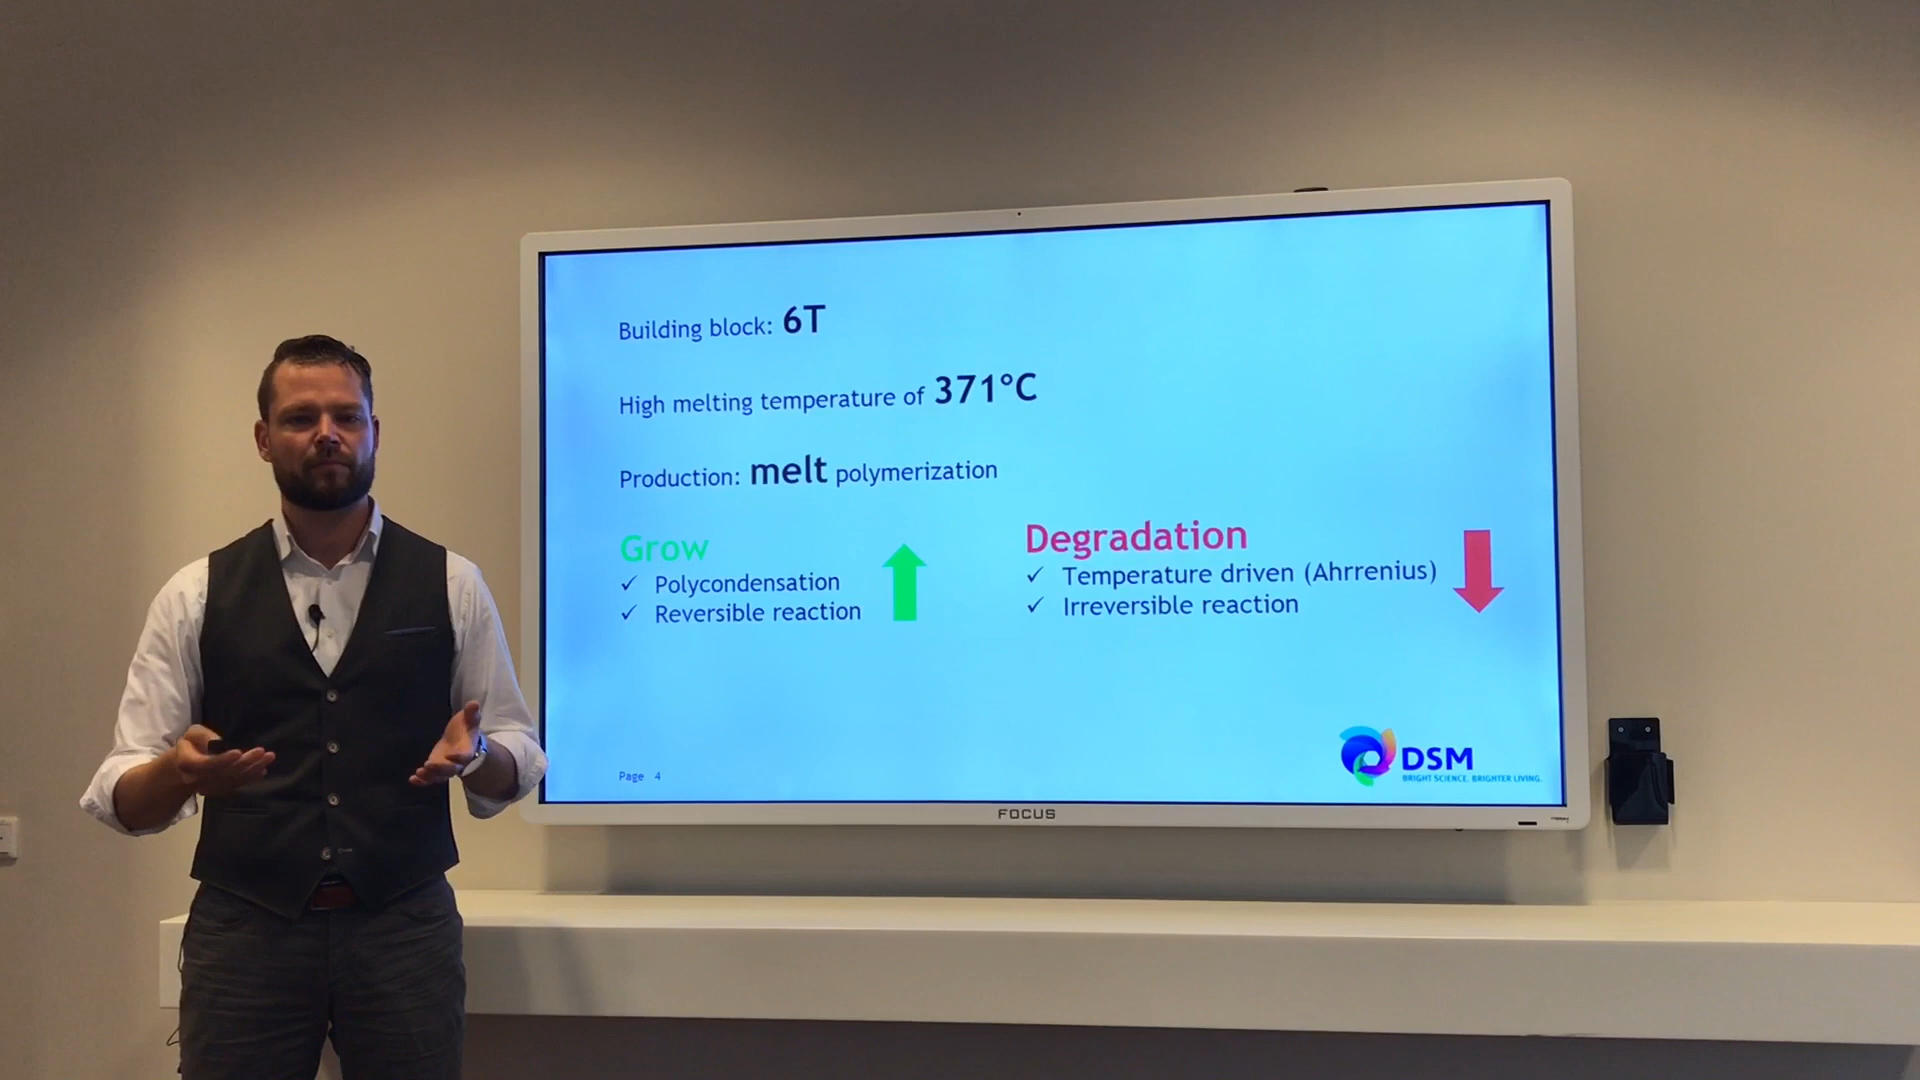 Building block: 6T
High melting temperature of 371°C
Production: melt polymerization
Grow
✓ Polycondensation
✓ Reversible reaction
Degradation
✓ Temperature driven (Ahrrenius)
✓ Irreversible reaction
Page 4
DSM
BRIGHT SCIENCE. BRIGHTER LIVING.
FOCUS